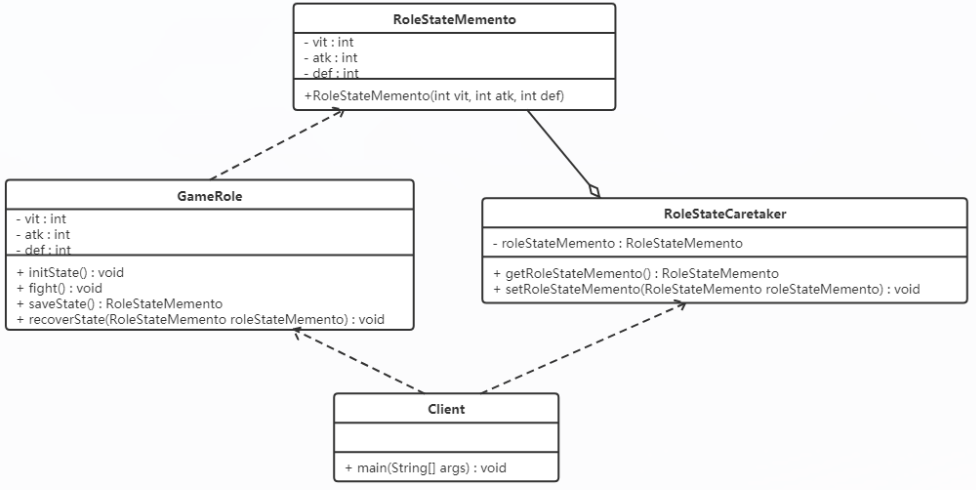 RoleStateMemento
- vit : int
- atk : int
- def : int
+RoleStateMemento(int vit, int atk, int def)
GameRole
- vit : int
- atk : int
- def : int
+ initState() : void
+ fight() : void
+ saveState() : RoleStateMemento
+ recoverState(RoleStateMemento roleStateMemento) : void
RoleStateCaretaker
- roleStateMemento : RoleStateMemento
+ getRoleStateMemento() : RoleStateMemento
+ setRoleStateMemento(RoleStateMemento roleStateMemento) : void
Client
+ main(String[] args) : void